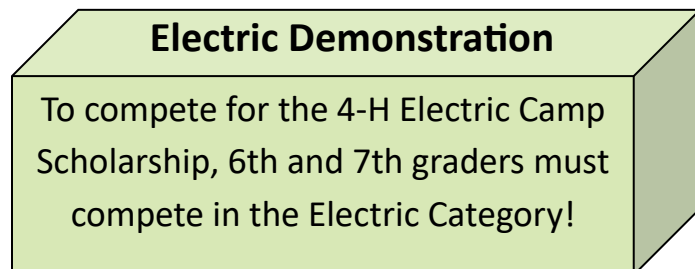 Electric Demonstration
To compete for the 4-H Electric Camp
Scholarship, 6th and 7th graders must
compete in the Electric Category!